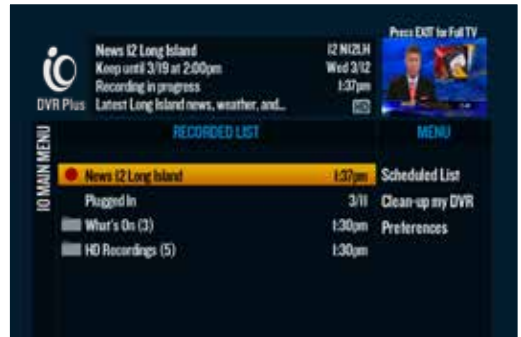 Press EXIT for Full TV
iO
DVR Plus
News 12 Long Island 12 N12LH
Keep until 3/19 at 2:00pm Wed 3/12
Recording in progress 1:37pm
Latest Long Island news, weather, and... HD
IO MAIN MENU
RECORDED LIST
MENU
News 12 Long Island 1:37pm
Scheduled List
Plugged In 3/11
Clean-up my DVR
What's On (3) 1:30pm
Preferences
HD Recordings (5) 1:30pm